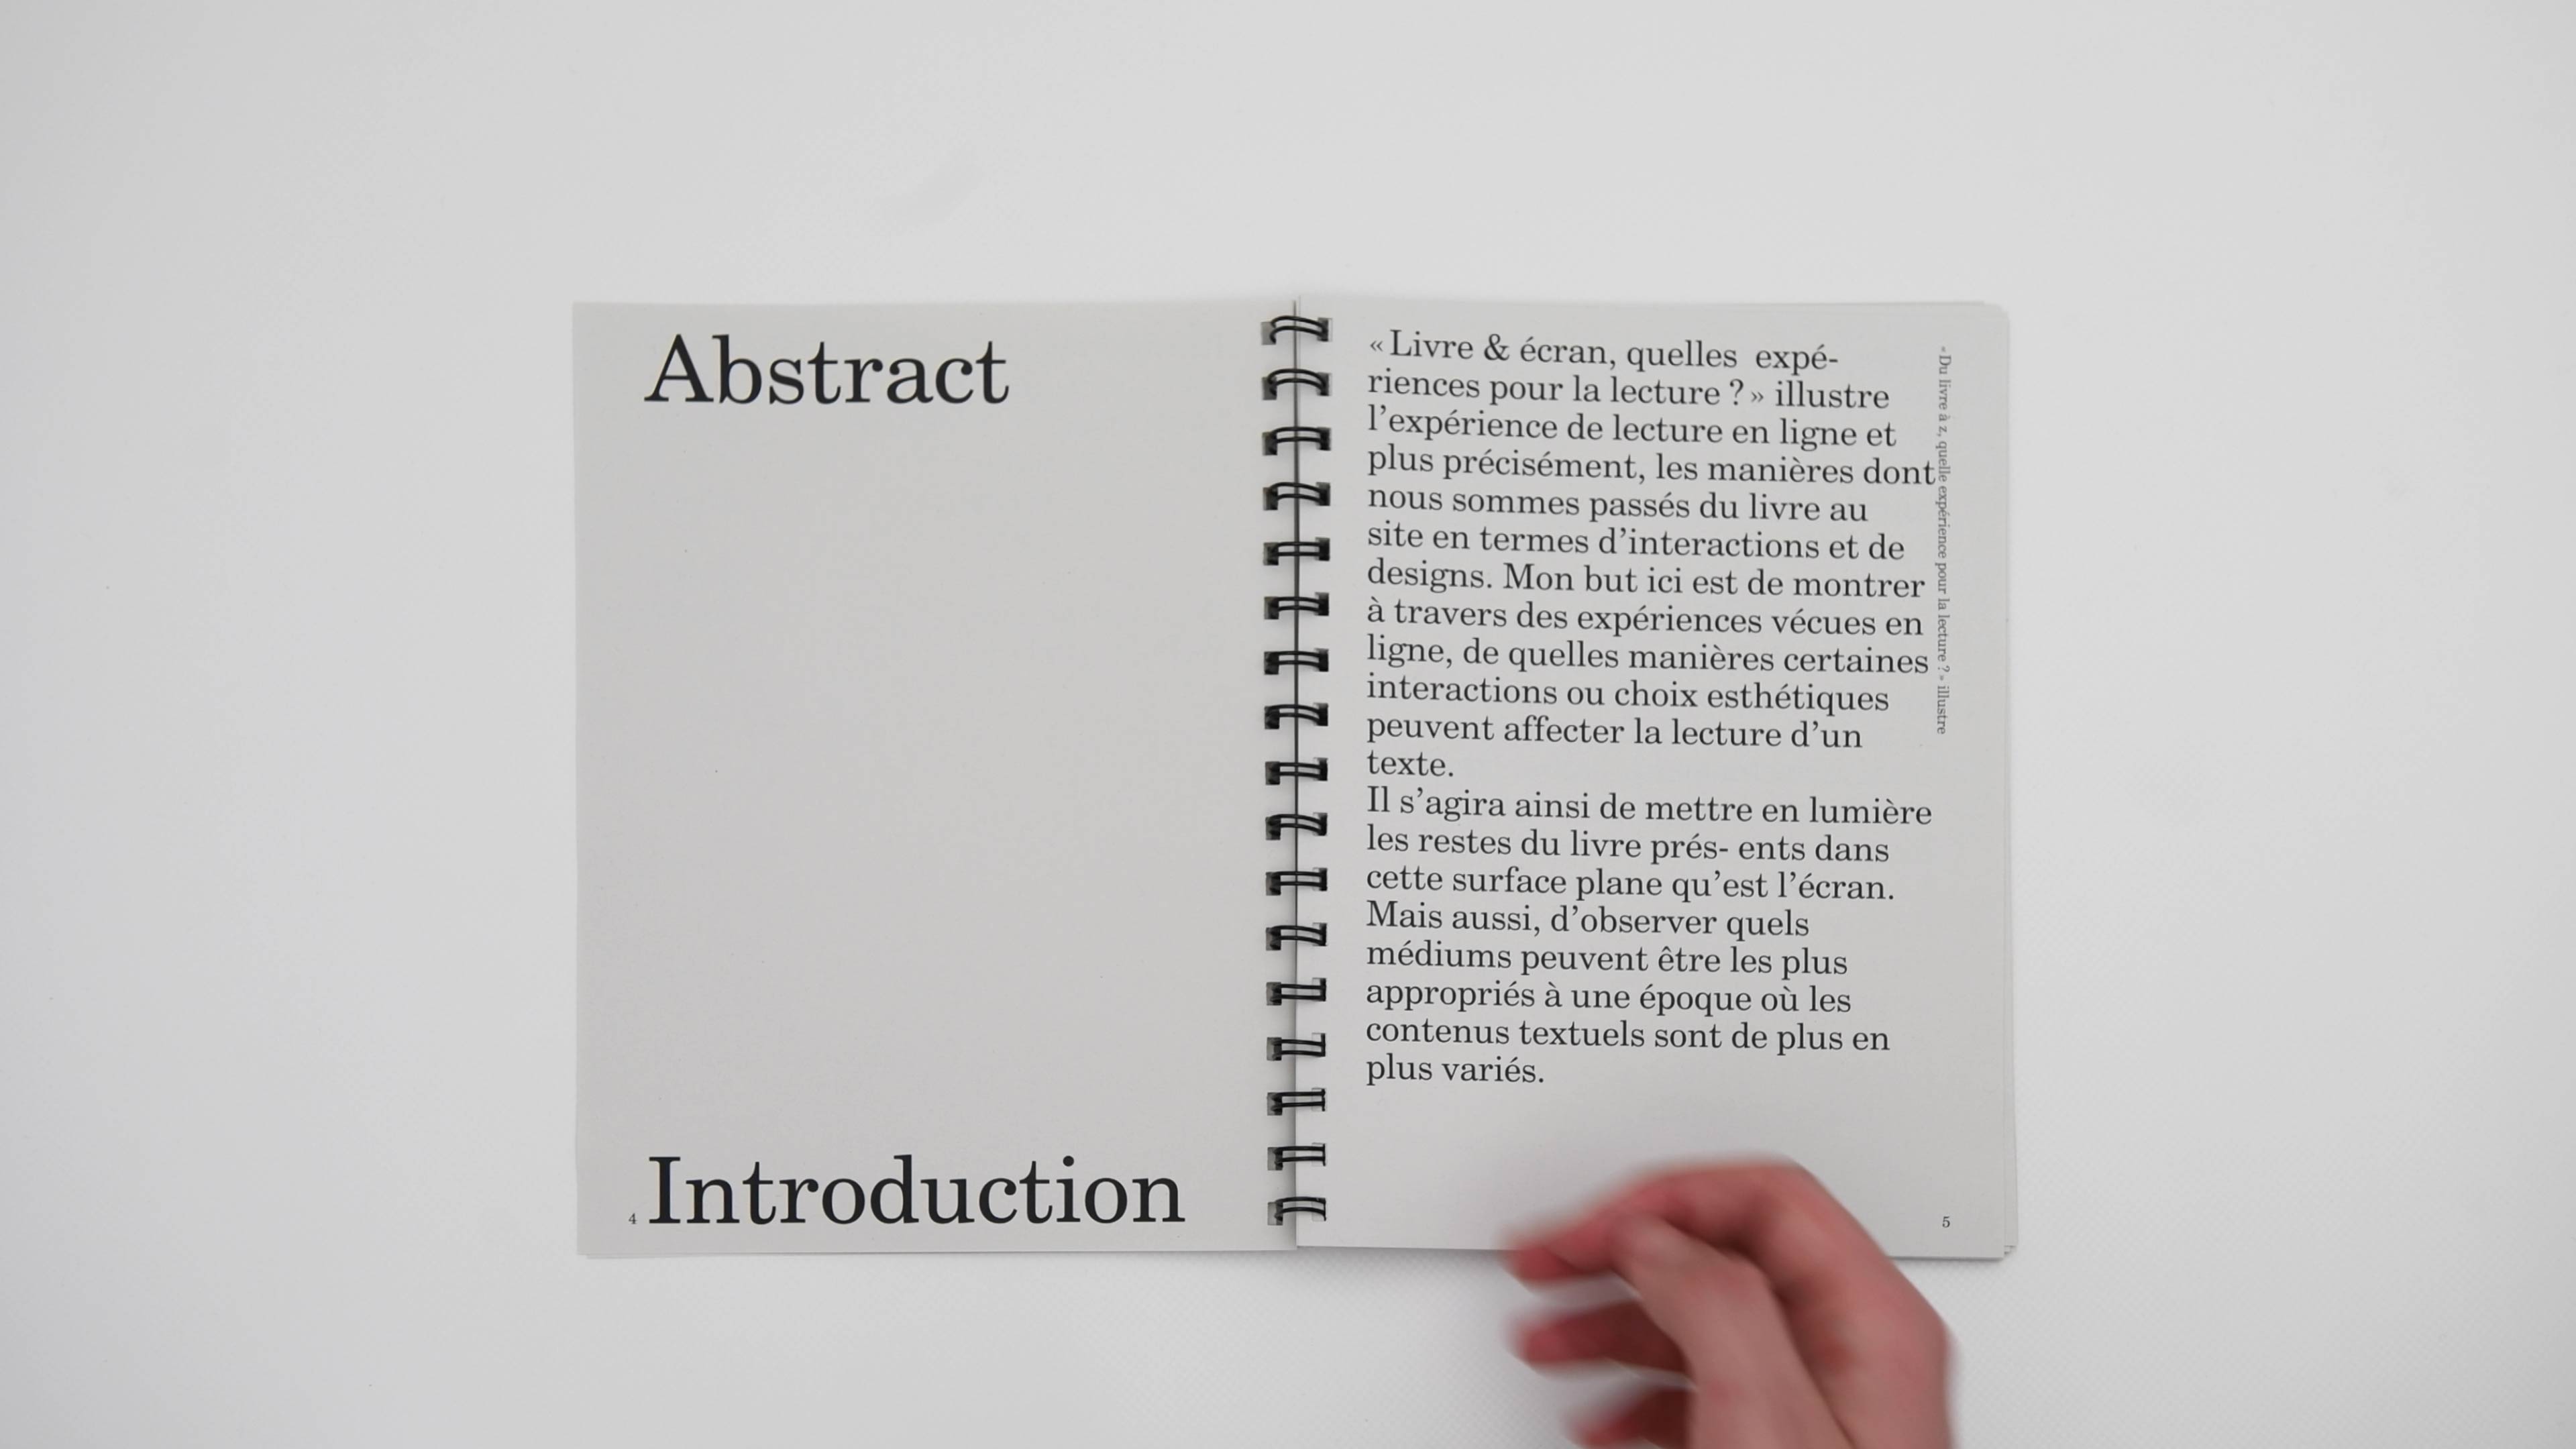 Abstract
4 Introduction
« Livre & écran, quelles  expé-
riences pour la lecture ? » illustre
l’expérience de lecture en ligne et
plus précisément, les manières dont
nous sommes passés du livre au
site en termes d’interactions et de
designs. Mon but ici est de montrer
à travers des expériences vécues en
ligne, de quelles manières certaines
interactions ou choix esthétiques
peuvent affecter la lecture d’un
texte.
Il s’agira ainsi de mettre en lumière
les restes du livre prés- ents dans
cette surface plane qu’est l’écran.
Mais aussi, d’observer quels
médiums peuvent être les plus
appropriés à une époque où les
contenus textuels sont de plus en
plus variés.
« Du livre à z, quelle expérience pour la lecture ? » illustre
5